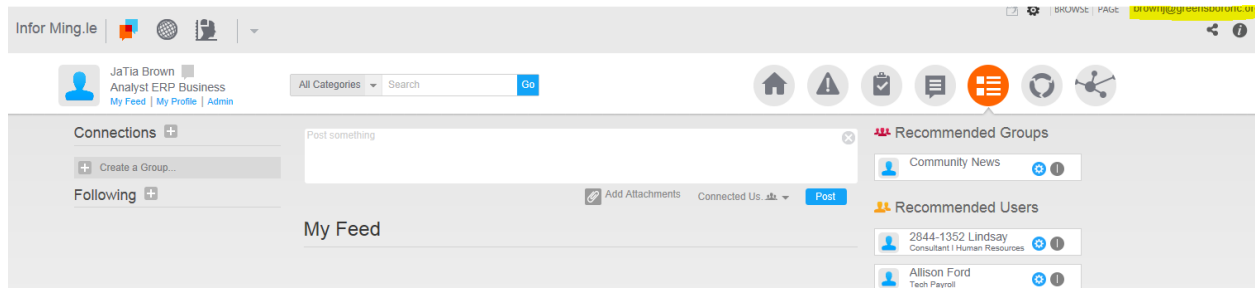 BROWSE PAGE brownj@greensboronc.
Infor Ming.le
JaTia Brown
Analyst ERP Business
My Feed | My Profile | Admin
All Categories Search Go
Connections
Create a Group...
Following
Post something
Add Attachments Connected Us... Post
My Feed
Recommended Groups
Community News
Recommended Users
2844-1352 Lindsay
Consultant I Human Resources
Allison Ford
Tech Payroll